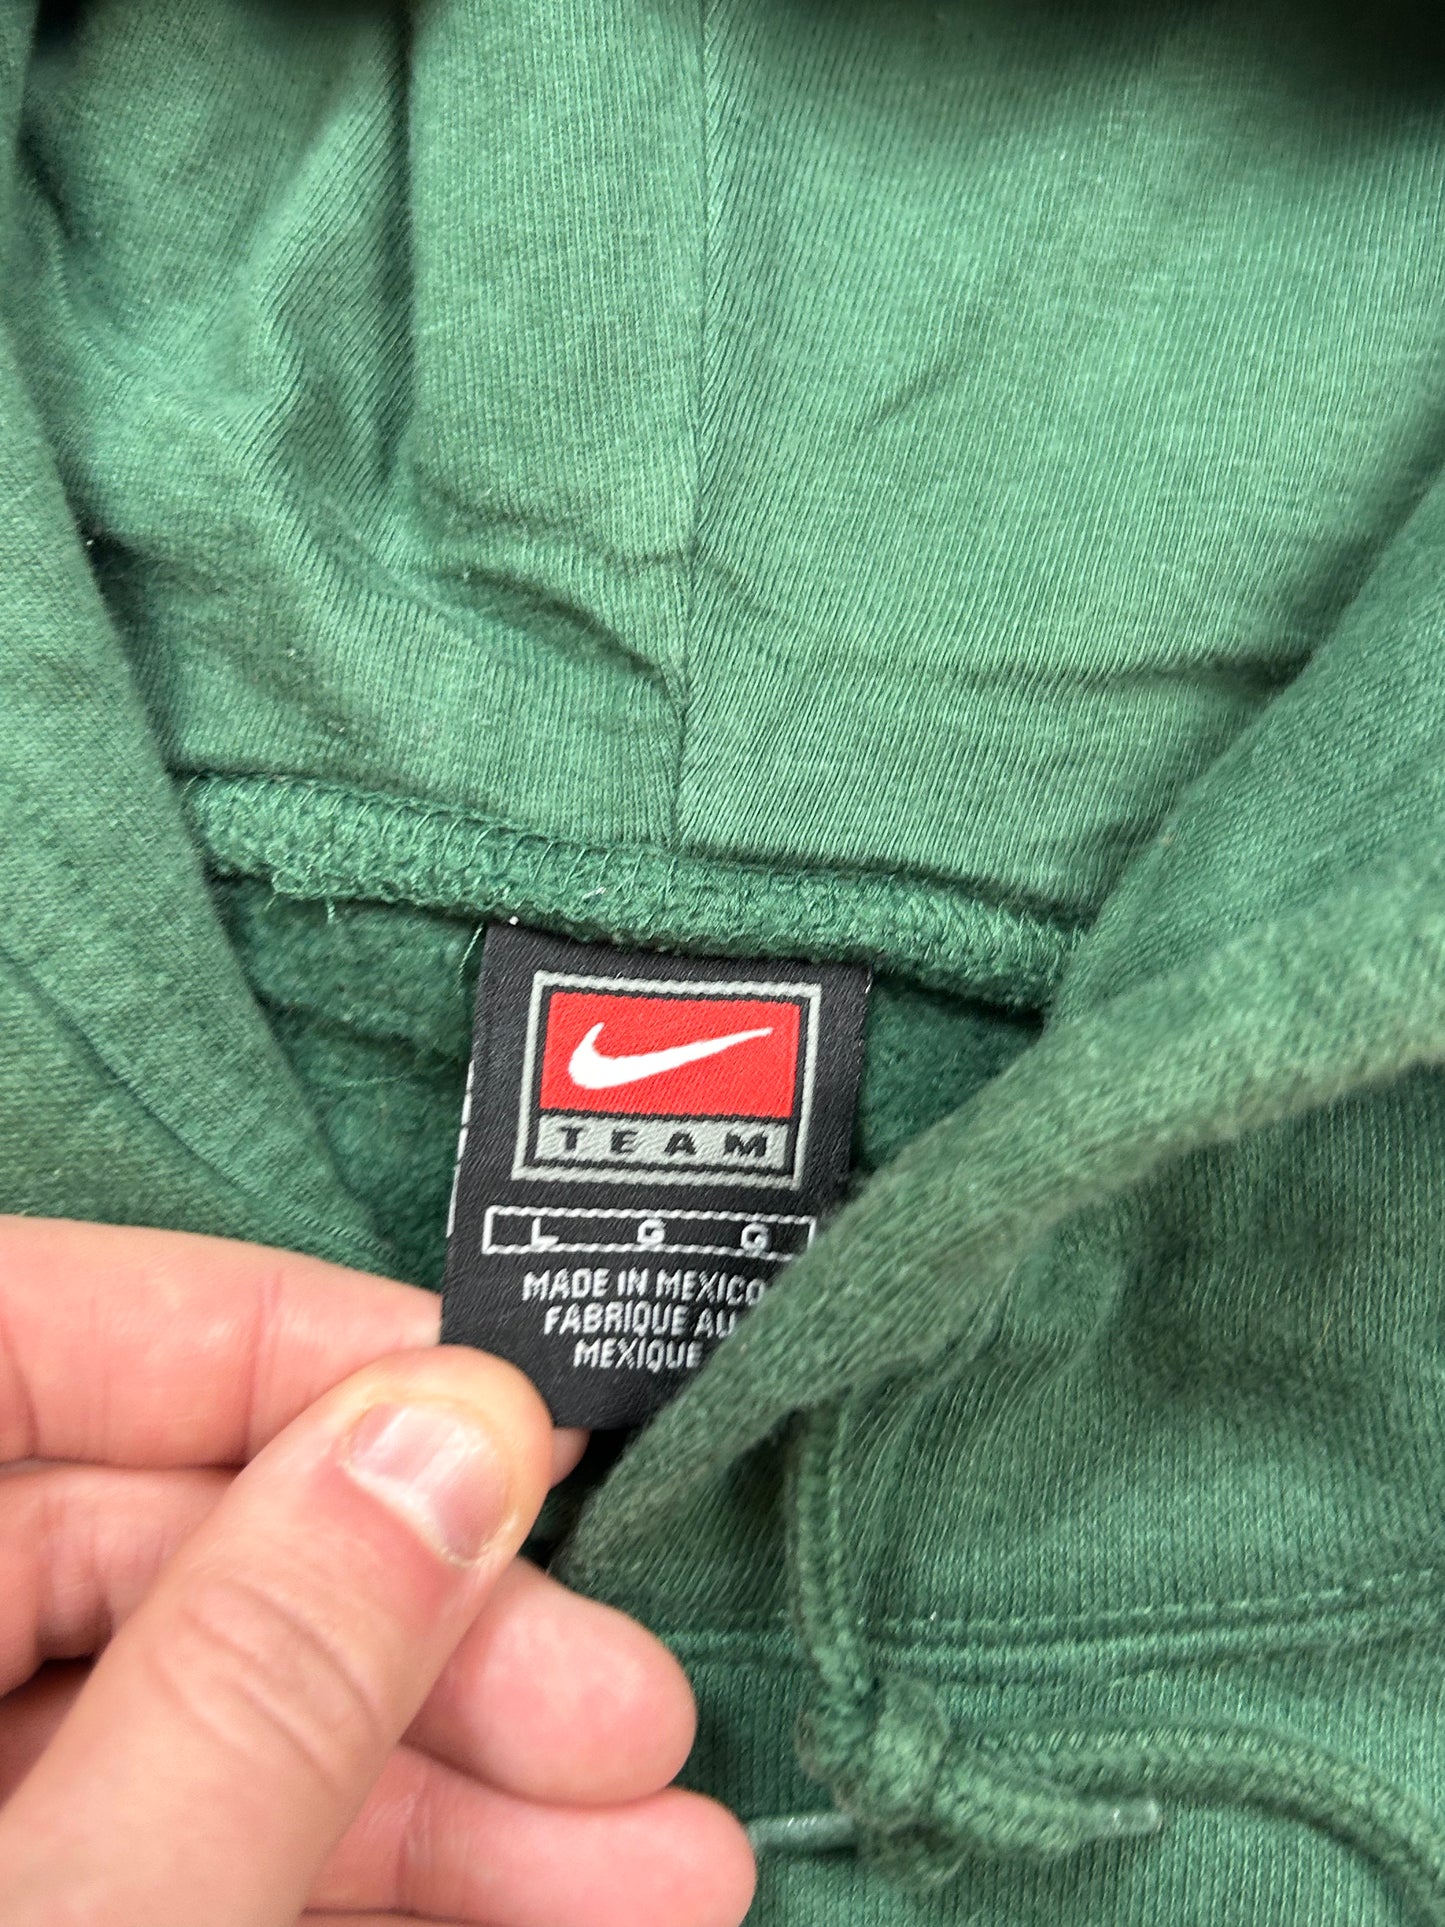 TEAM
L G G
MADE IN MEXICO
FABRIQUE AU
MEXIQUE